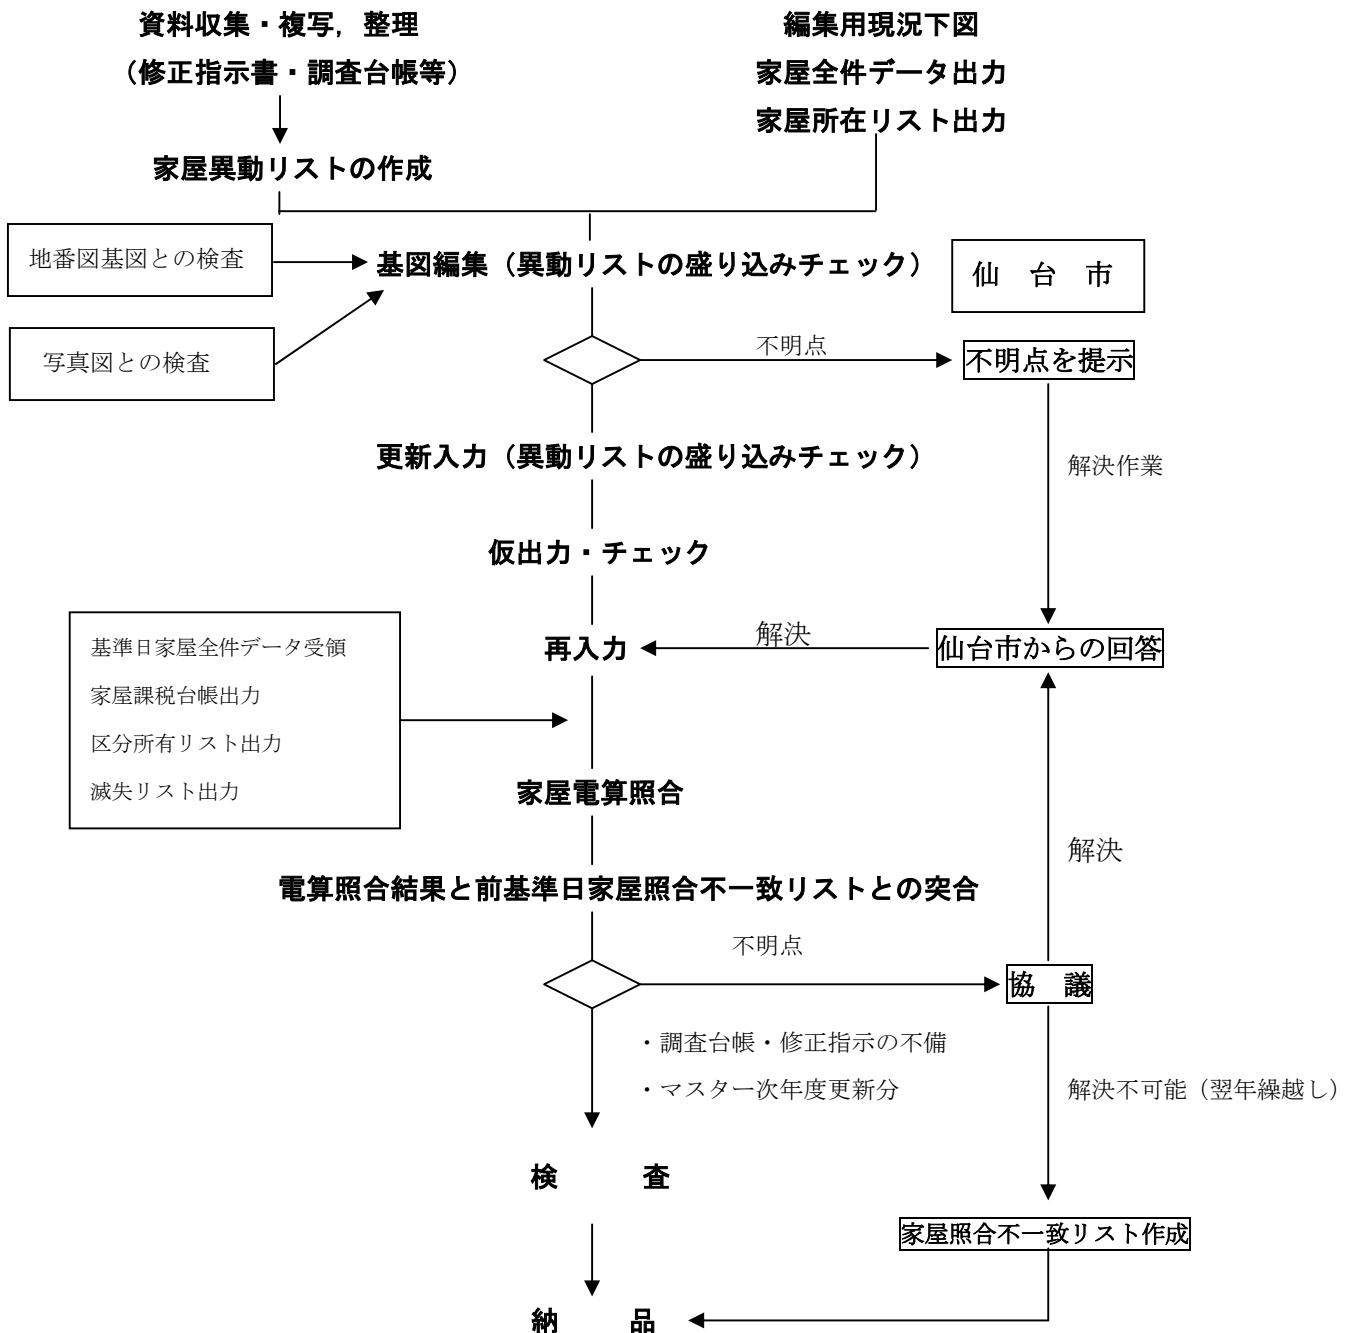 資料収集・複写，整理
（修正指示書・調査台帳等）
家屋異動リストの作成
編集用現況下図
家屋全件データ出力
家屋所在リスト出力
地番図基図との検査
基図編集（異動リストの盛り込みチェック）
仙　台　市
写真図との検査
不明点
不明点を提示
更新入力（異動リストの盛り込みチェック）
解決作業
仮出力・チェック
再入力
解決
仙台市からの回答
基準日家屋全件データ受領
家屋課税台帳出力
区分所有リスト出力
滅失リスト出力
家屋電算照合
解決
電算照合結果と前基準日家屋照合不一致リストとの突合
不明点
協　議
・調査台帳・修正指示の不備
・マスター次年度更新分
解決不可能（翌年繰越し）
検　　　査
家屋照合不一致リスト作成
納　　　品